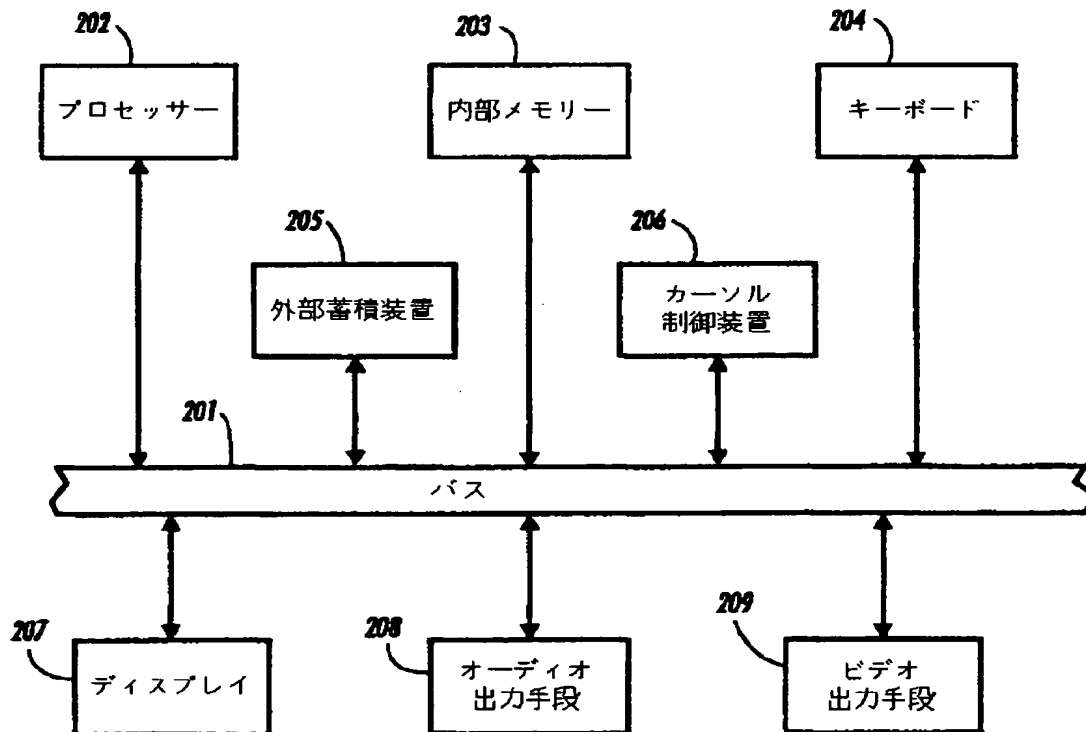 202
プロセッサー
203
内部メモリー
204
キーボード
205
外部蓄積装置
206
カーソル
制御装置
201
バス
207
ディスプレイ
208
オーディオ
出力手段
209
ビデオ
出力手段